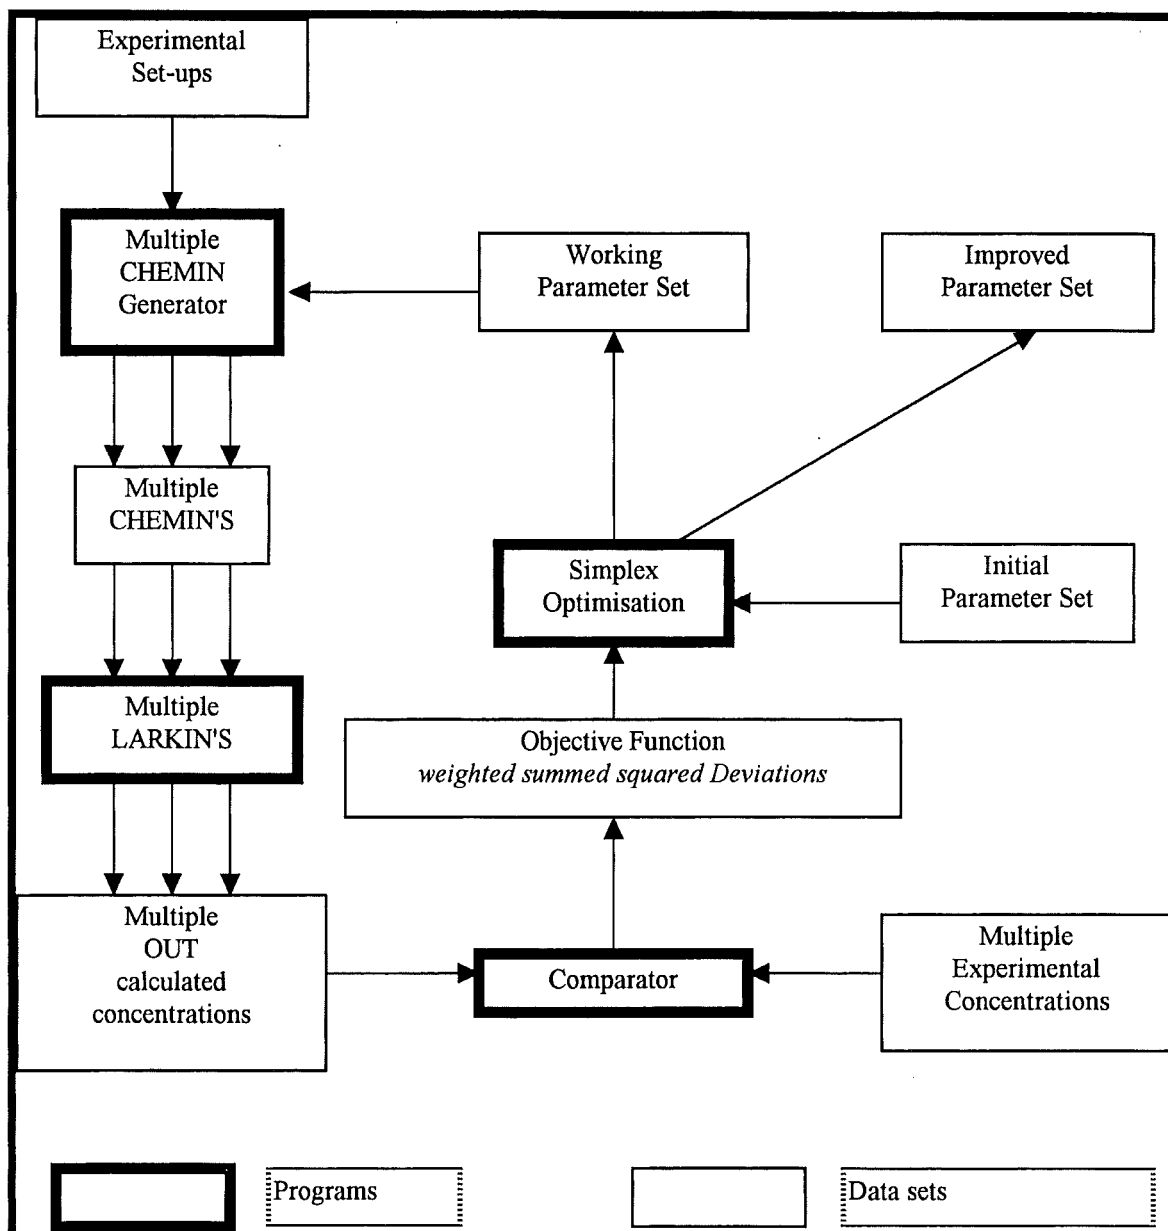 Experimental
Set-ups
Multiple
CHEMIN
Generator
Working
Parameter Set
Improved
Parameter Set
Multiple
CHEMIN'S
Simplex
Optimisation
Initial
Parameter Set
Multiple
LARKIN'S
Objective Function
weighted summed squared Deviations
Multiple
OUT
calculated
concentrations
Comparator
Multiple
Experimental
Concentrations
Programs
Data sets